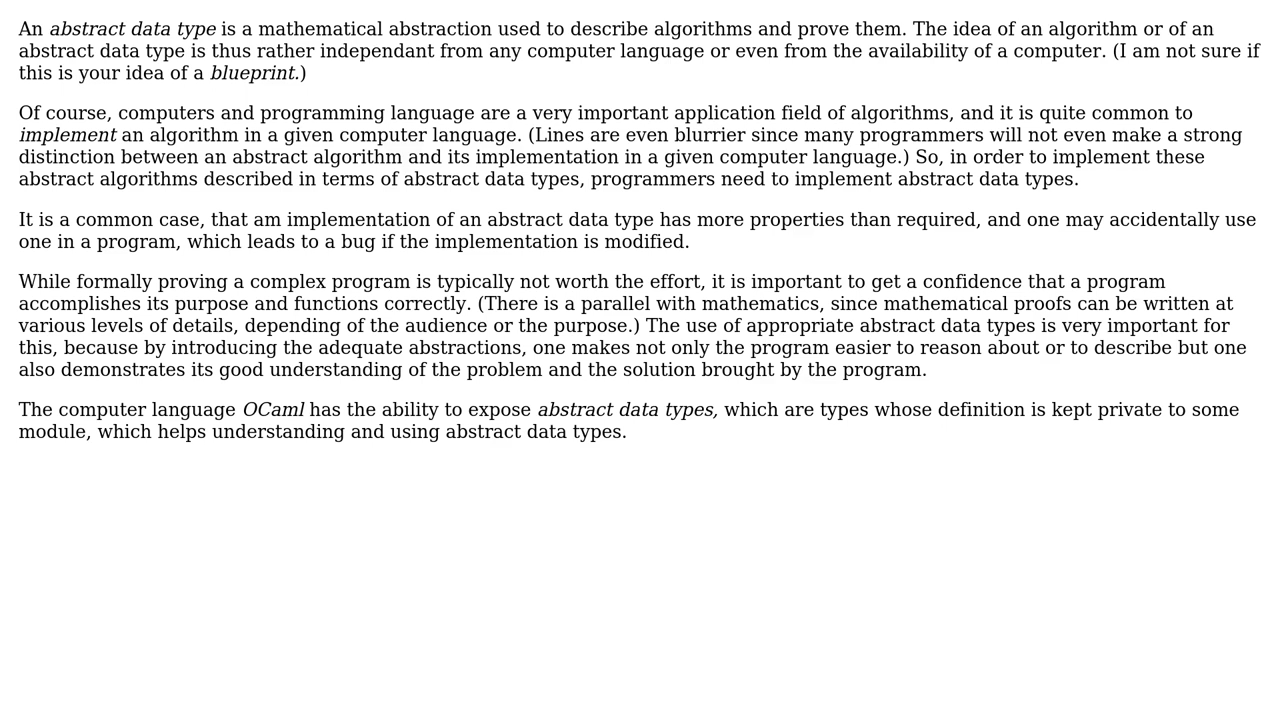 An abstract data type is a mathematical abstraction used to describe algorithms and prove them. The idea of an algorithm or of an
abstract data type is thus rather independant from any computer language or even from the availability of a computer. (I am not sure if
this is your idea of a blueprint.)
Of course, computers and programming language are a very important application field of algorithms, and it is quite common to
implement an algorithm in a given computer language. (Lines are even blurrier since many programmers will not even make a strong
distinction between an abstract algorithm and its implementation in a given computer language.) So, in order to implement these
abstract algorithms described in terms of abstract data types, programmers need to implement abstract data types.
It is a common case, that am implementation of an abstract data type has more properties than required, and one may accidentally use
one in a program, which leads to a bug if the implementation is modified.
While formally proving a complex program is typically not worth the effort, it is important to get a confidence that a program
accomplishes its purpose and functions correctly. (There is a parallel with mathematics, since mathematical proofs can be written at
various levels of details, depending of the audience or the purpose.) The use of appropriate abstract data types is very important for
this, because by introducing the adequate abstractions, one makes not only the program easier to reason about or to describe but one
also demonstrates its good understanding of the problem and the solution brought by the program.
The computer language OCaml has the ability to expose abstract data types, which are types whose definition is kept private to some
module, which helps understanding and using abstract data types.